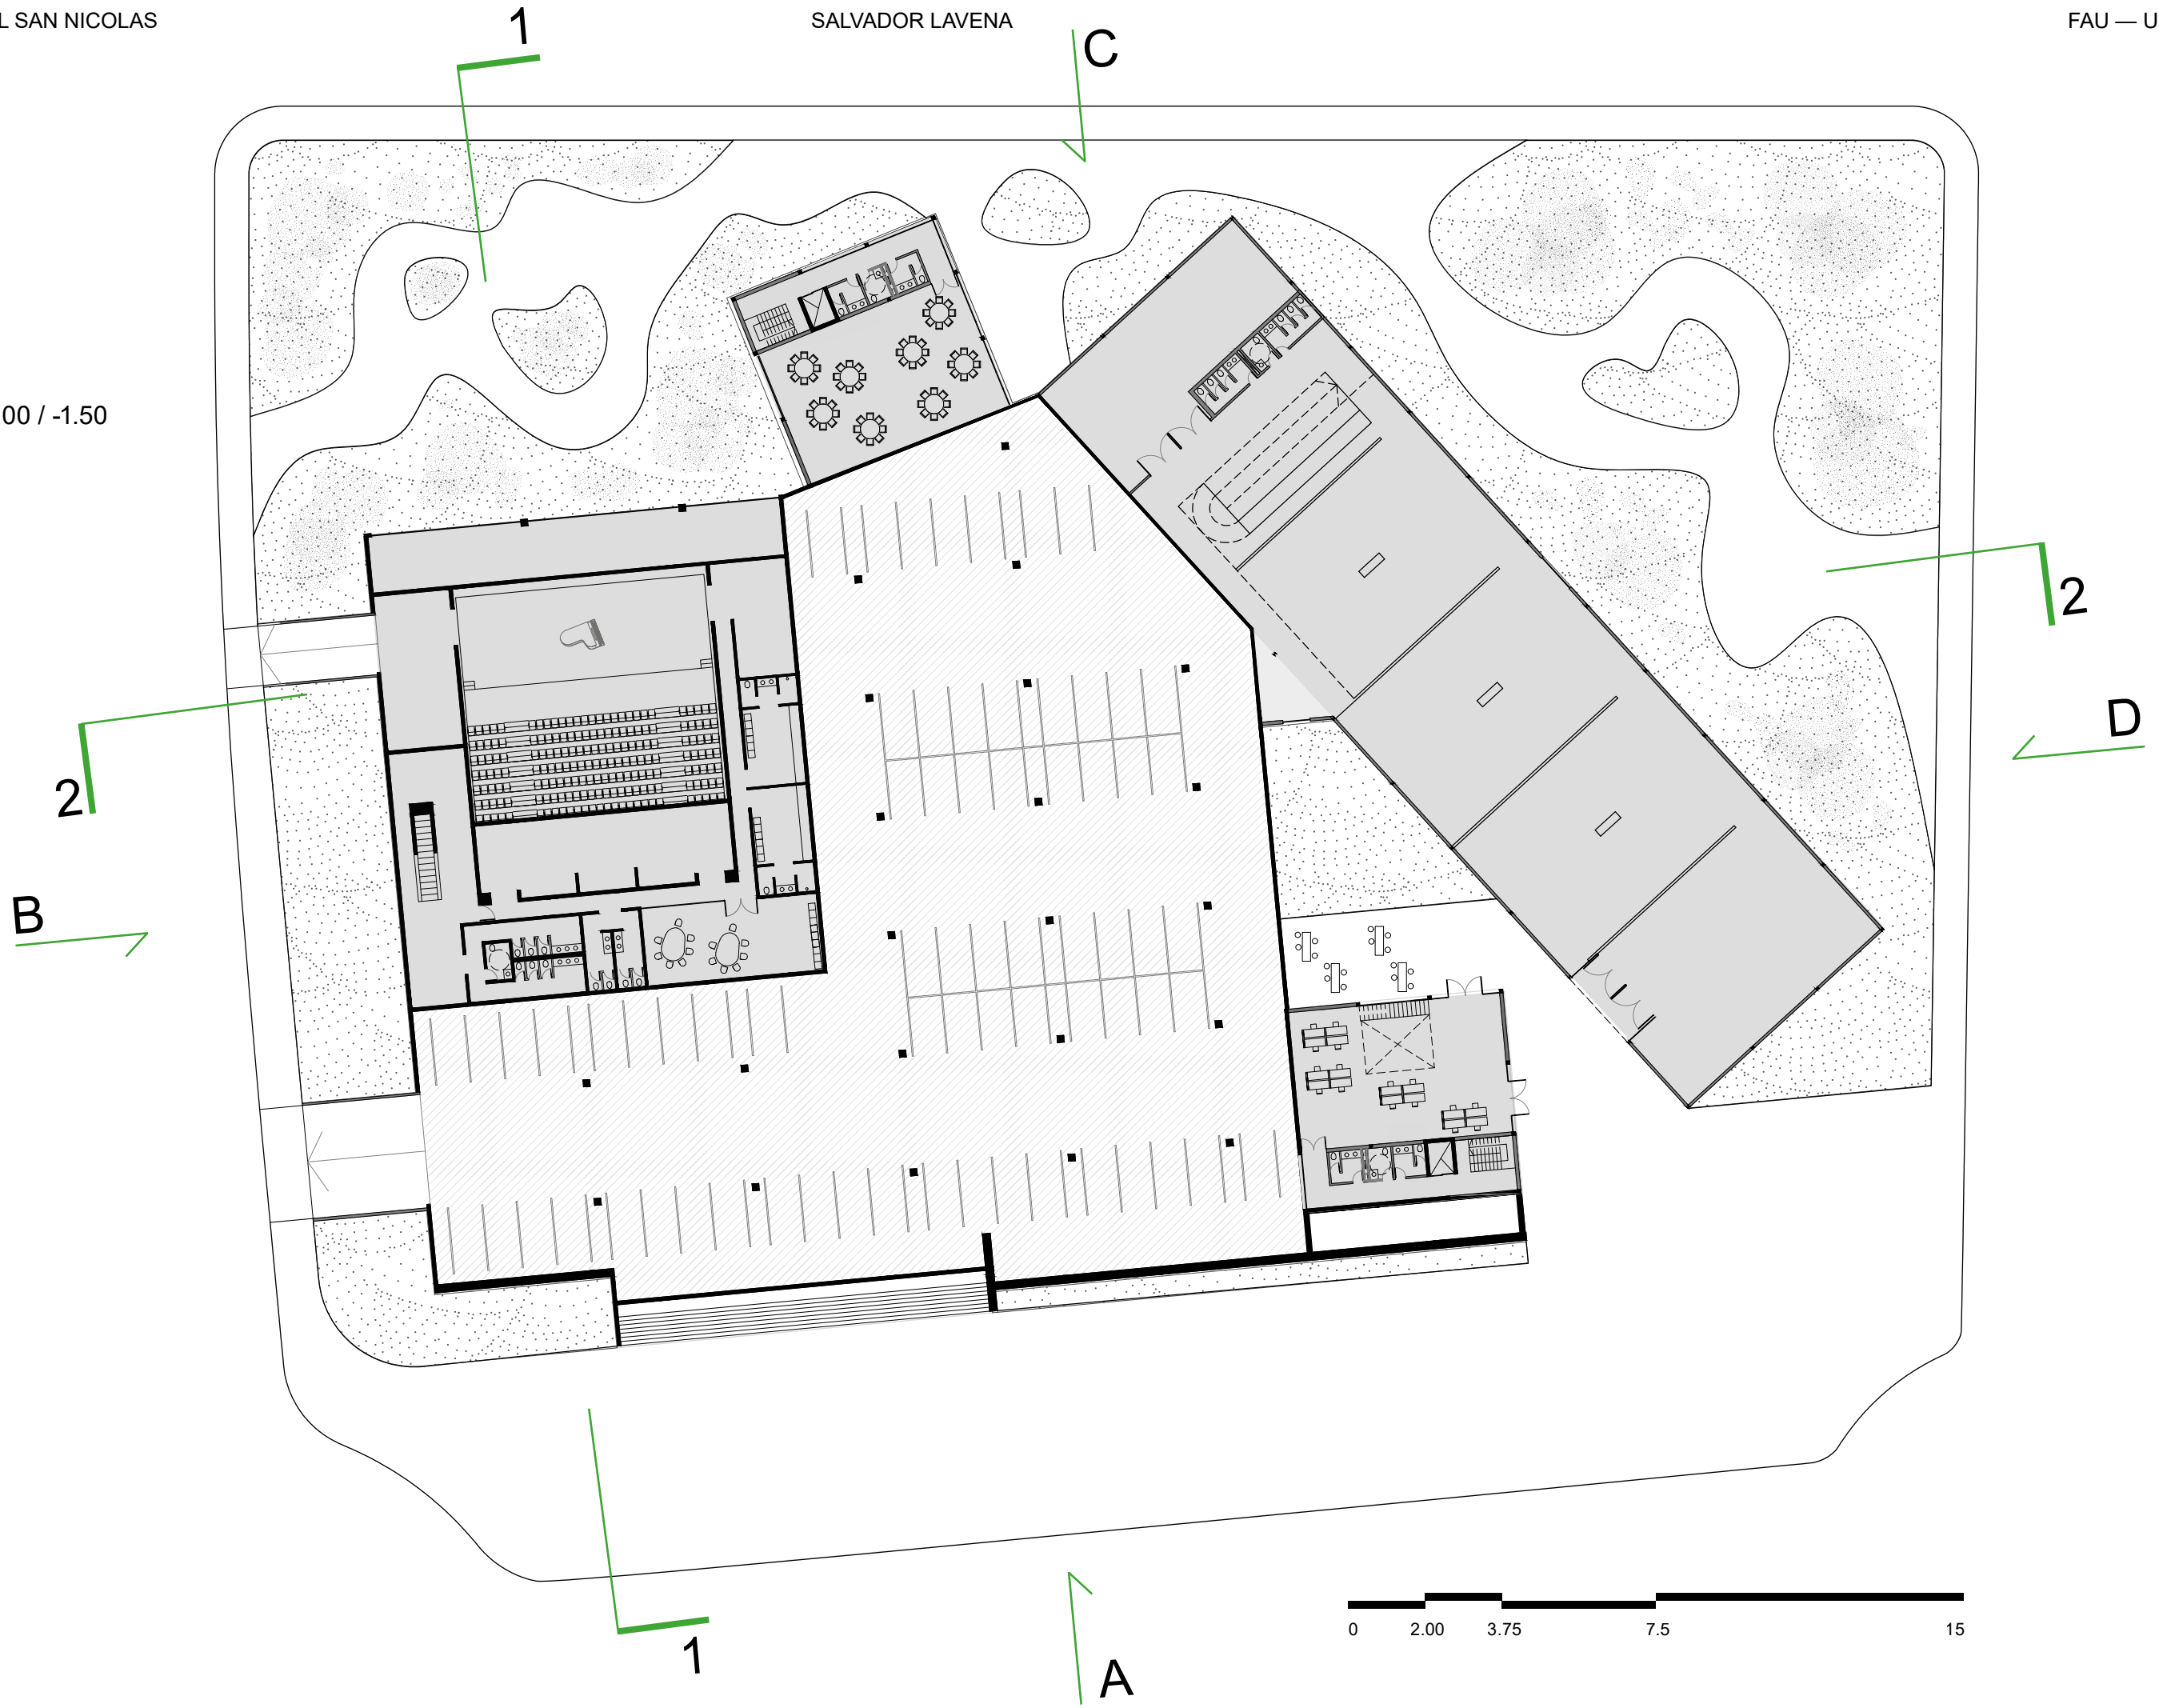 L SAN NICOLAS
SALVADOR LAVENA
FAU — U
1
C
00 / -1.50
2
D
2
B
1
A
0 2.00 3.75 7.5 15